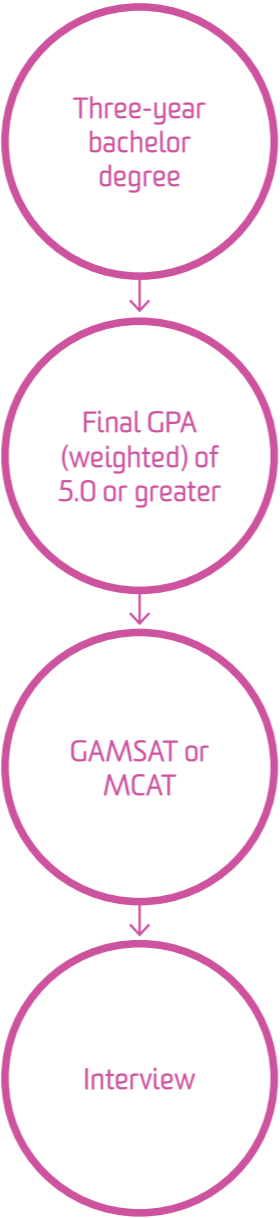 Three-year
bachelor
degree
Final GPA
(weighted) of
5.0 or greater
GAMSAT or
MCAT
Interview